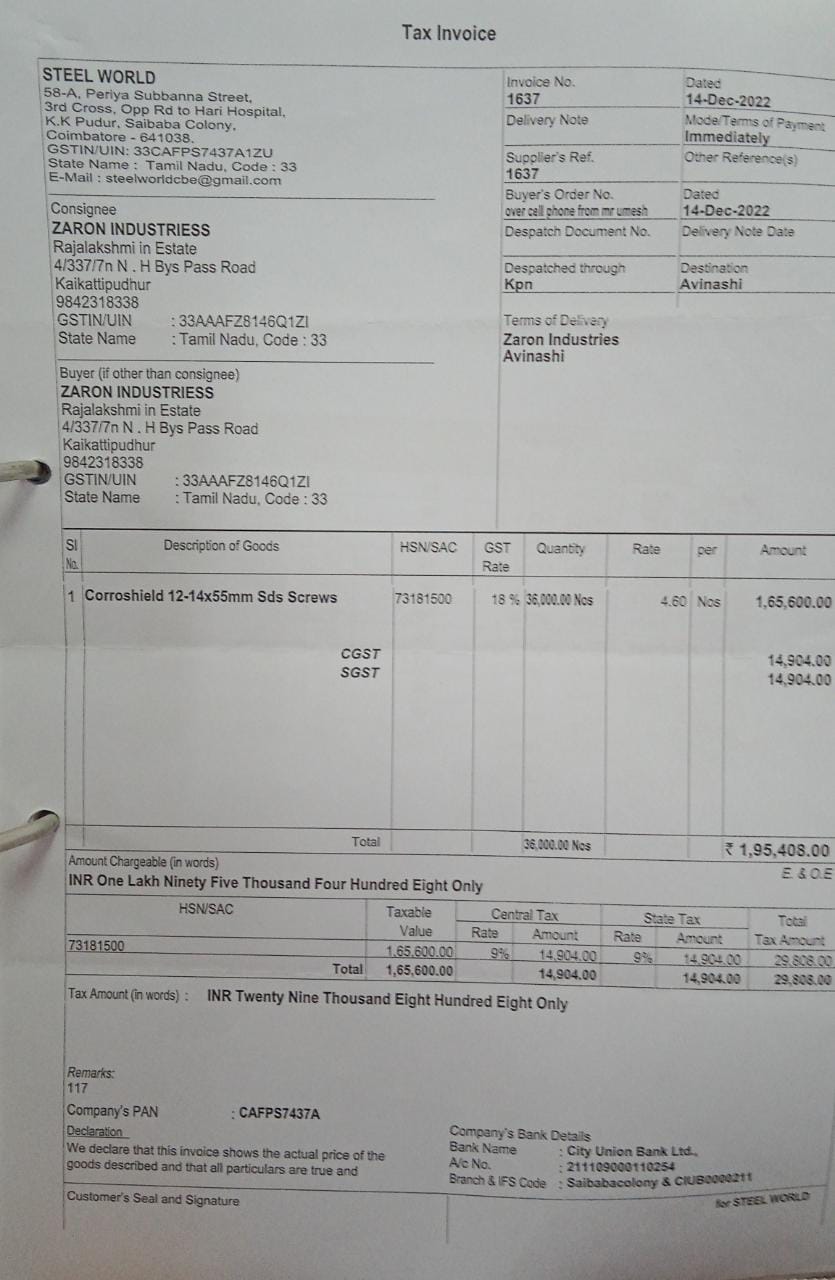 Tax Invoice
STEEL WORLD
58-A, Periya Subbanna Street,
3rd Cross, Opp Rd to Hari Hospital,
K.K Pudur, Saibaba Colony,
Coimbatore - 641038.
GSTIN/UIN: 33CAFPS7437A1ZU
State Name : Tamil Nadu, Code : 33
E-Mail : steelworldcbe@gmail.com
Invoice No. Dated
1637 14-Dec-2022
Delivery Note Mode/Terms of Payment
Immediately
Supplier's Ref. Other Reference(s)
1637
Buyer's Order No. Dated
over cell phone from mr umesh 14-Dec-2022
Despatch Document No. Delivery Note Date
Despatched through Destination
Kpn Avinashi
Terms of Delivery
Zaron Industries
Avinashi
Consignee
ZARON INDUSTRIESS
Rajalakshmi in Estate
4/337/7n N . H Bys Pass Road
Kaikattipudhur
9842318338
GSTIN/UIN : 33AAAFZ8146Q1ZI
State Name : Tamil Nadu, Code : 33
Buyer (if other than consignee)
ZARON INDUSTRIESS
Rajalakshmi in Estate
4/337/7n N . H Bys Pass Road
Kaikattipudhur
9842318338
GSTIN/UIN : 33AAAFZ8146Q1ZI
State Name : Tamil Nadu, Code : 33
Sl Description of Goods HSN/SAC GST Quantity Rate per Amount
No. Rate
1 Corroshield 12-14x55mm Sds Screws 73181500 18 % 36,000.00 Nos 4.60 Nos 1,65,600.00
CGST 14,904.00
SGST 14,904.00
Total 36,000.00 Nos ₹ 1,95,408.00
Amount Chargeable (in words) E. & O.E
INR One Lakh Ninety Five Thousand Four Hundred Eight Only
HSN/SAC Taxable Central Tax State Tax Total
Value Rate Amount Rate Amount Tax Amount
73181500 1,65,600.00 9% 14,904.00 9% 14,904.00 29,808.00
Total 1,65,600.00 14,904.00 14,904.00 29,808.00
Tax Amount (in words) : INR Twenty Nine Thousand Eight Hundred Eight Only
Remarks:
117
Company's PAN : CAFPS7437A
Declaration
We declare that this invoice shows the actual price of the
goods described and that all particulars are true and
Company's Bank Details
Bank Name : City Union Bank Ltd.,
A/c No. : 211109000110254
Branch & IFS Code : Saibabacolony & CIUB0000211
Customer's Seal and Signature
for STEEL WORLD